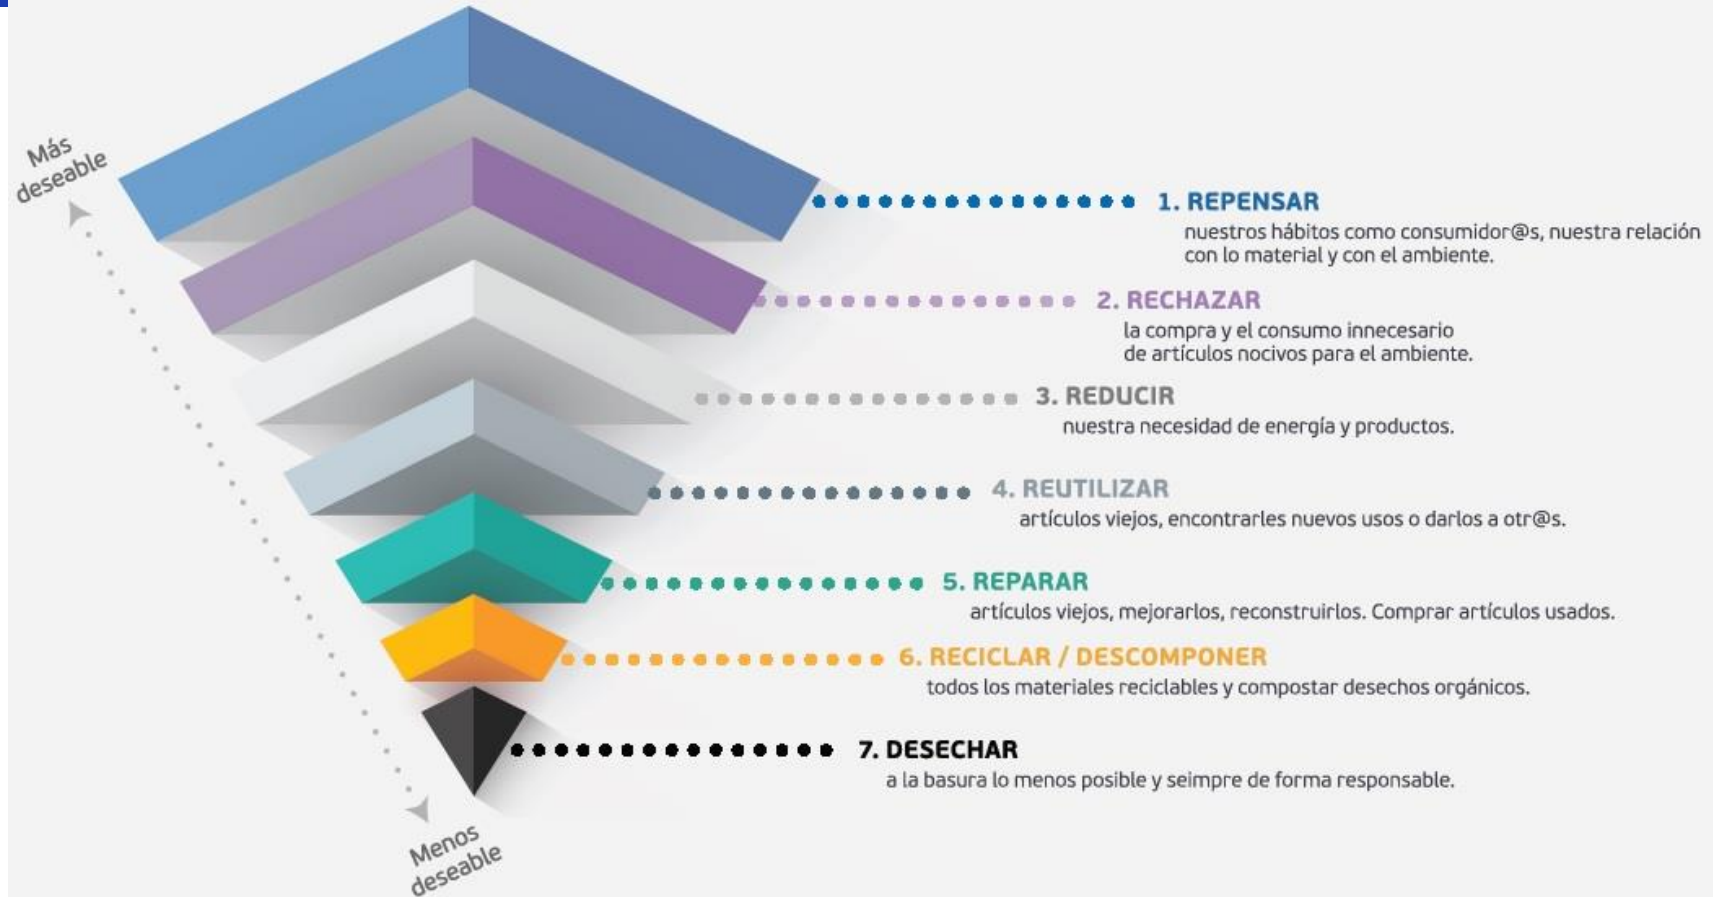 Más
deseable
1. REPENSAR
nuestros hábitos como consumidor@s, nuestra relación
con lo material y con el ambiente.
2. RECHAZAR
la compra y el consumo innecesario
de artículos nocivos para el ambiente.
3. REDUCIR
nuestra necesidad de energía y productos.
4. REUTILIZAR
artículos viejos, encontrarles nuevos usos o darlos a otr@s.
5. REPARAR
artículos viejos, mejorarlos, reconstruirlos. Comprar artículos usados.
6. RECICLAR / DESCOMPONER
todos los materiales reciclables y compostar desechos orgánicos.
7. DESECHAR
a la basura lo menos posible y seimpre de forma responsable.
Menos
deseable